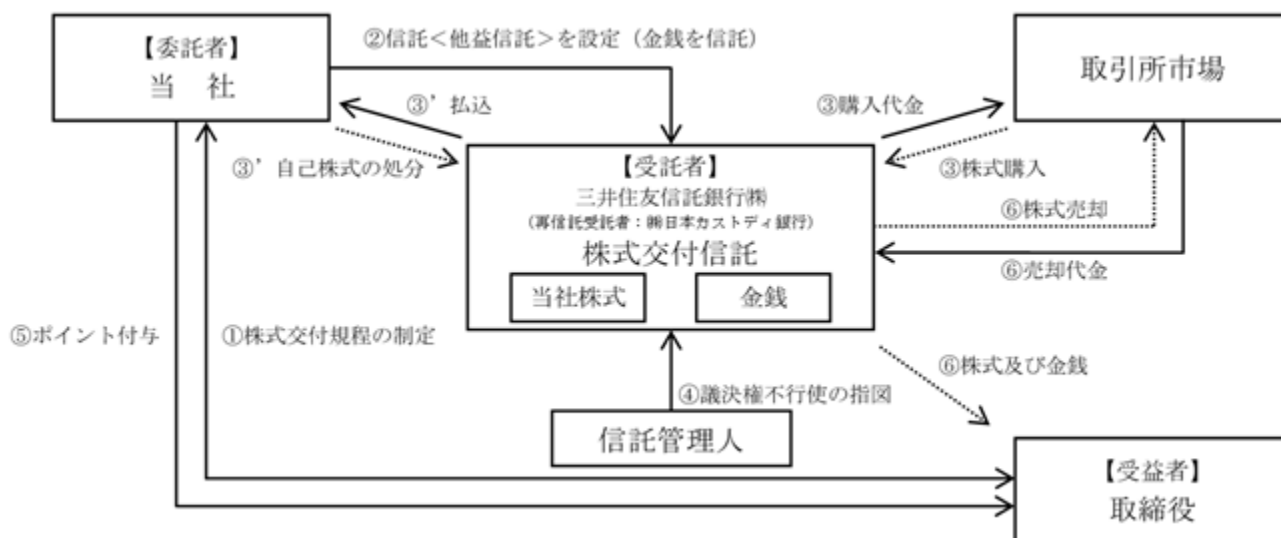 【委託者】
当　社
②信託＜他益信託＞を設定（金銭を信託）
取引所市場
③’払込
③購入代金
③’自己株式の処分
③株式購入
【受託者】
三井住友信託銀行㈱
（再信託受託者：㈱日本カストディ銀行）
株式交付信託
当社株式
金銭
⑥株式売却
⑥売却代金
⑤ポイント付与
①株式交付規程の制定
⑥株式及び金銭
④議決権不行使の指図
信託管理人
【受益者】
取締役